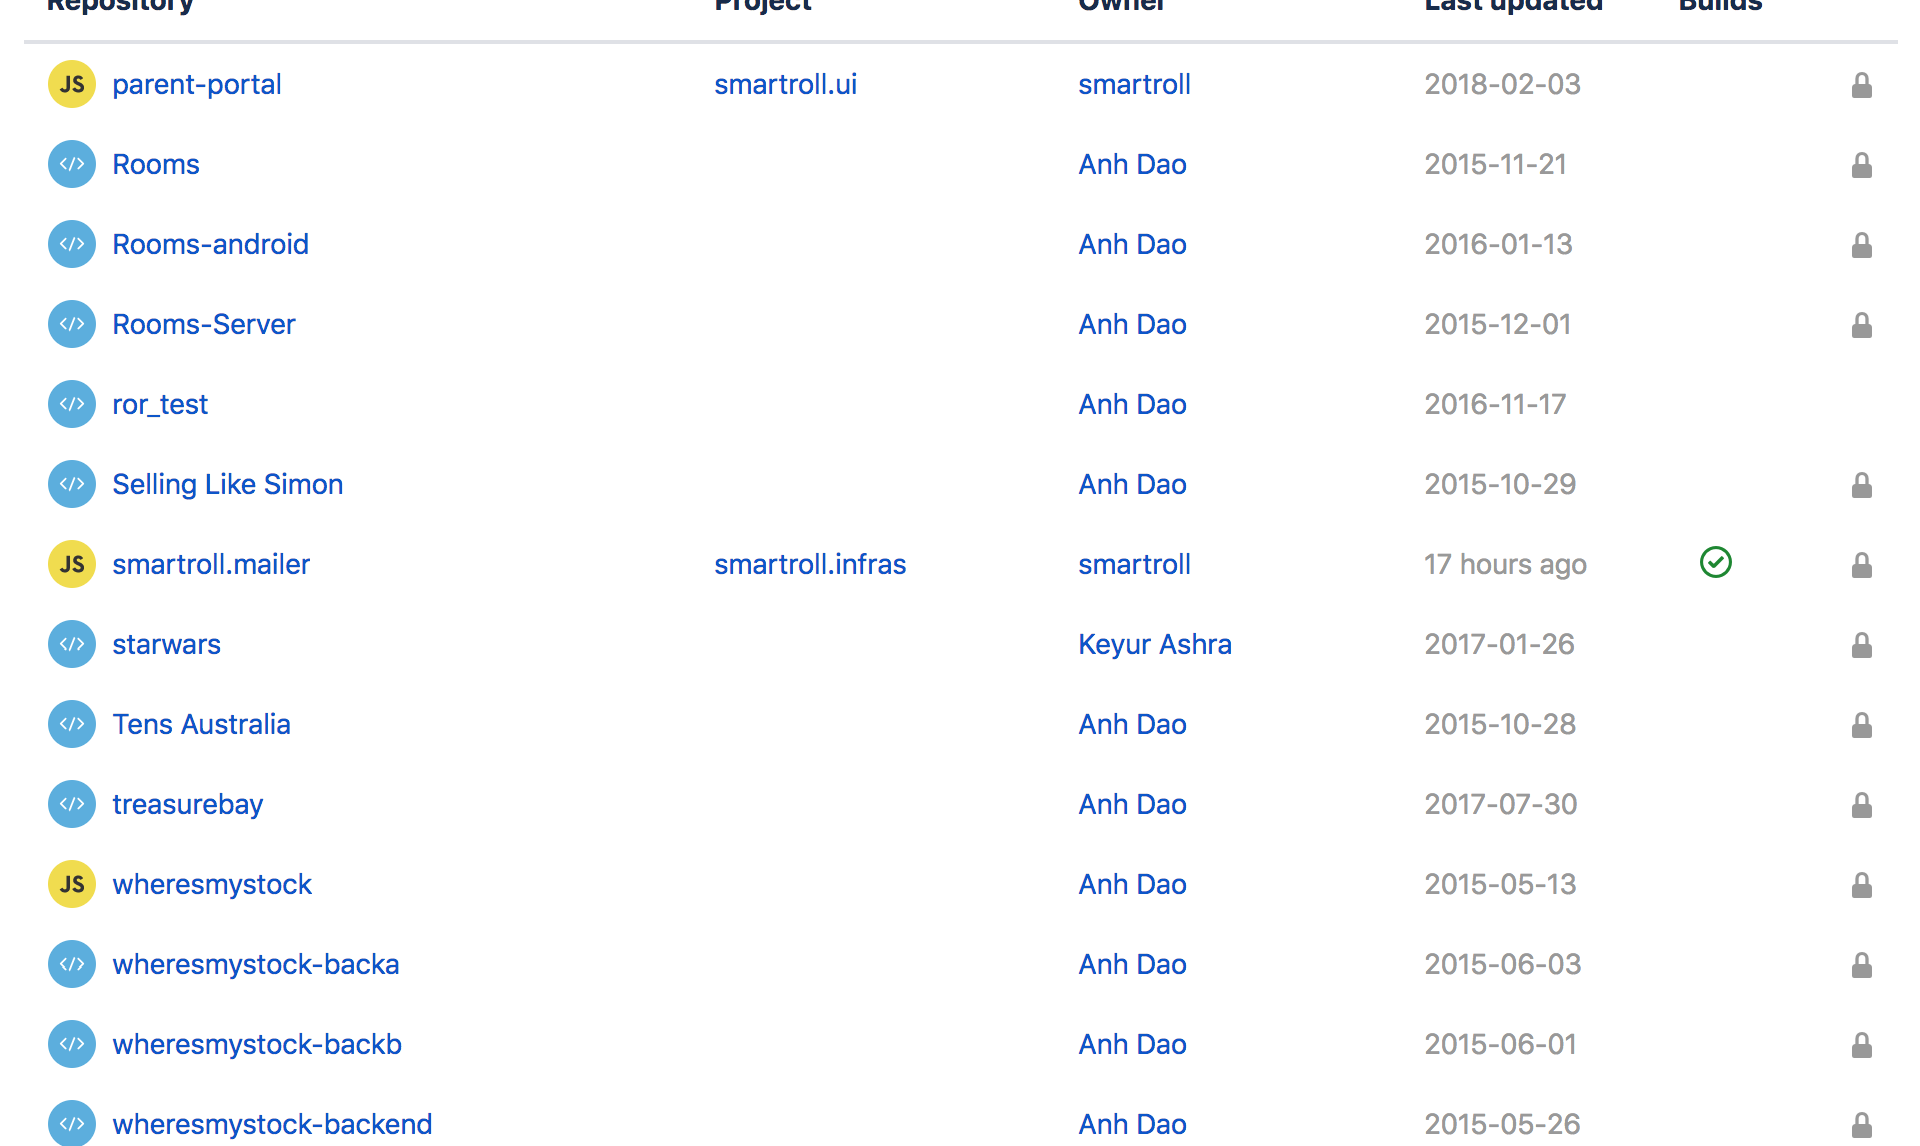 Repository Project Owner Last updated Builds
JS parent-portal smartroll.ui smartroll 2018-02-03
</> Rooms Anh Dao 2015-11-21
</> Rooms-android Anh Dao 2016-01-13
</> Rooms-Server Anh Dao 2015-12-01
</> ror_test Anh Dao 2016-11-17
</> Selling Like Simon Anh Dao 2015-10-29
JS smartroll.mailer smartroll.infras smartroll 17 hours ago
</> starwars Keyur Ashra 2017-01-26
</> Tens Australia Anh Dao 2015-10-28
</> treasurebay Anh Dao 2017-07-30
JS wheresmystock Anh Dao 2015-05-13
</> wheresmystock-backa Anh Dao 2015-06-03
</> wheresmystock-backb Anh Dao 2015-06-01
</> wheresmystock-backend Anh Dao 2015-05-26